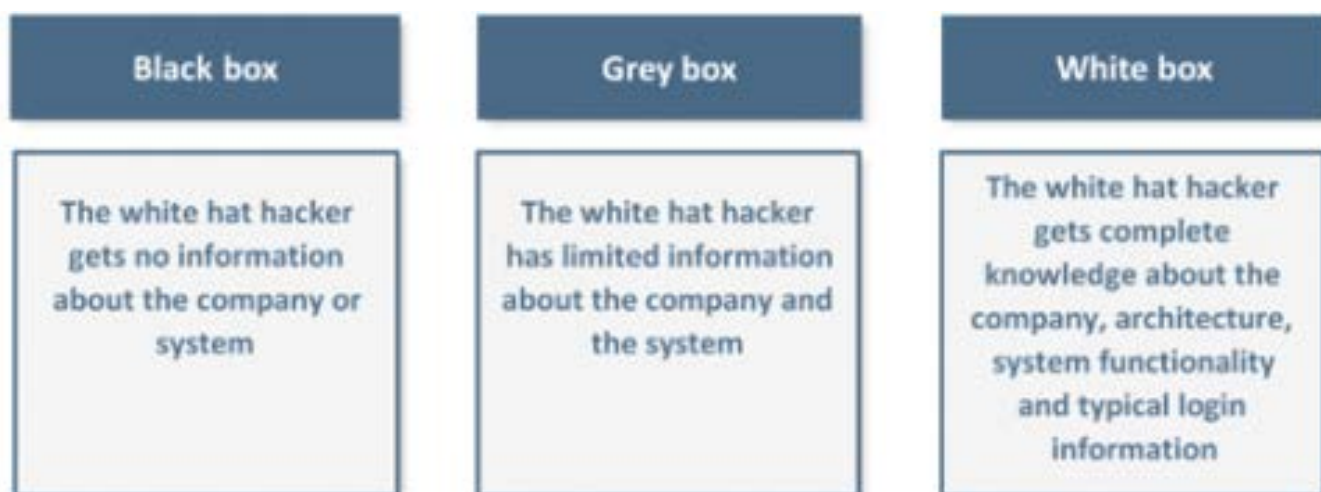 Black box
Grey box
White box
The white hat hacker
gets no information
about the company or
system
The white hat hacker
has limited information
about the company and
the system
The white hat hacker
gets complete
knowledge about the
company, architecture,
system functionality
and typical login
information